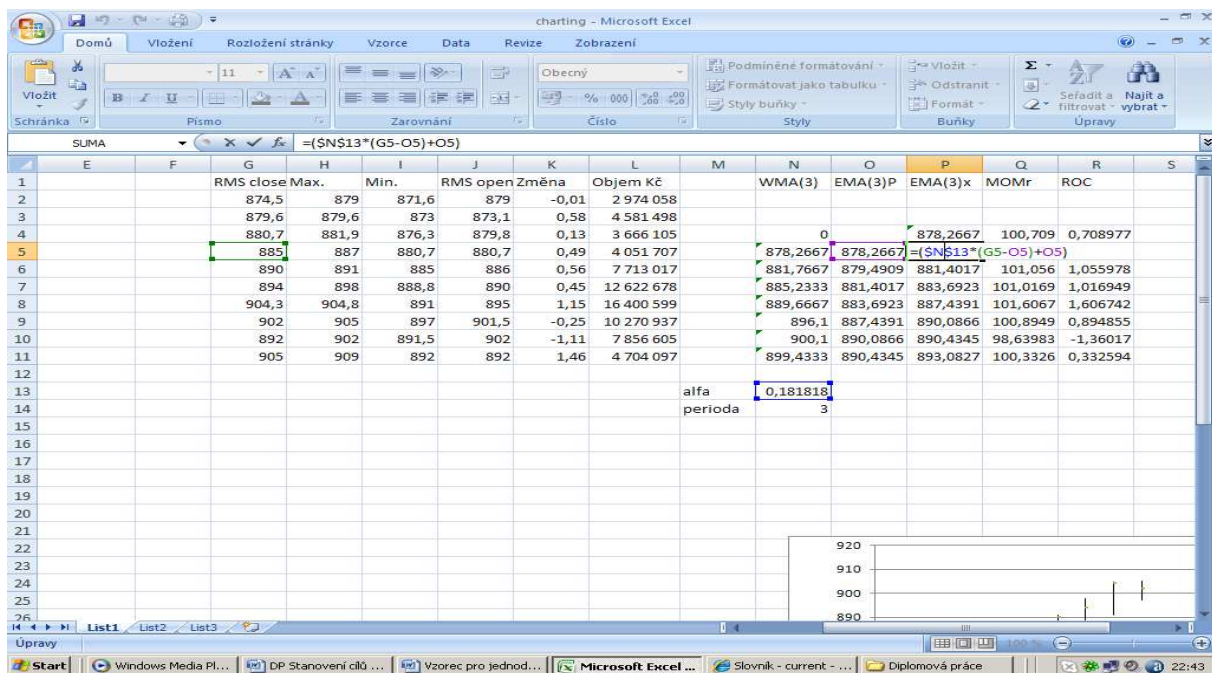 charting - Microsoft Excel
Domů Vložení Rozložení stránky Vzorce Data Revize Zobrazení
Vložit
11 A A
B I U A
Obecný
% 000
Podmíněné formátování
Formátovat jako tabulku
Styly buňky
Vložit
Odstranit
Formát
Σ
Seřadit a filtrovat
Najít a vybrat
Schránka Písmo Zarovnání Číslo Styly Buňky Úpravy
SUMA fx =($N$13*(G5-O5)+O5)
E F G H I J K L M N O P Q R S
1 RMS close Max. Min. RMS open Změna Objem Kč WMA(3) EMA(3)P EMA(3)x MOMr ROC
2 874,5 879 871,6 879 -0,01 2 974 058
3 879,6 879,6 873 873,1 0,58 4 581 498
4 880,7 881,9 876,3 879,8 0,13 3 666 105 0 878,2667 100,709 0,708977
5 885 887 880,7 880,7 0,49 4 051 707 878,2667 878,2667 =($N$13*(G5-O5)+O5)
6 890 891 885 886 0,56 7 713 017 881,7667 879,4909 881,4017 101,056 1,055978
7 894 898 888,8 890 0,45 12 622 678 885,2333 881,4017 883,6923 101,0169 1,016949
8 904,3 904,8 891 895 1,15 16 400 599 889,6667 883,6923 887,4391 101,6067 1,606742
9 902 905 897 901,5 -0,25 10 270 937 896,1 887,4391 890,0866 100,8949 0,894855
10 892 902 891,5 902 -1,11 7 856 605 900,1 890,0866 890,4345 98,63983 -1,36017
11 905 909 892 892 1,46 4 704 097 899,4333 890,4345 893,0827 100,3326 0,332594
12
13 alfa 0,181818
14 perioda 3
15
16
17
18
19
20
21
22 920
23 910
24 900
25
26 890
List1 List2 List3
Úpravy 100 %
Start Windows Media Pl... DP Stanovení cílů ... Vzorec pro jednod... Microsoft Excel ... Slovník - current - ... Diplomová práce 22:43